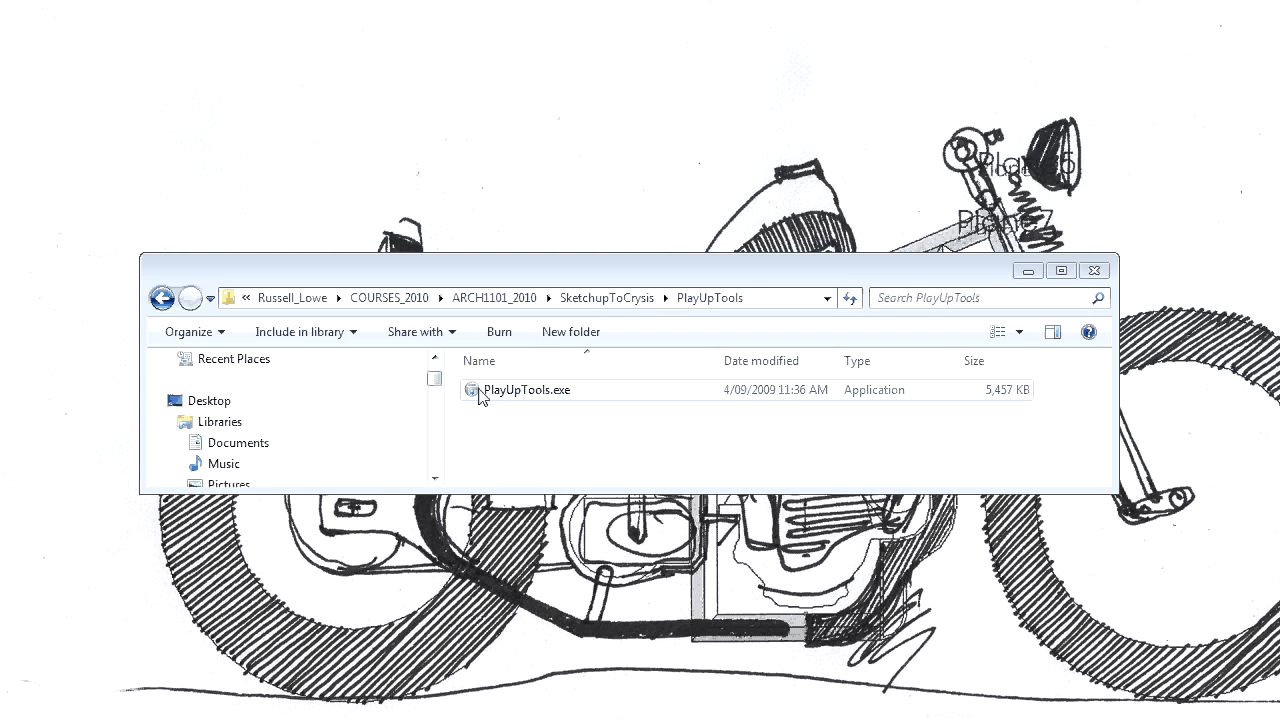 Plane5
Plane7
« Russell_Lowe ▸ COURSES_2010 ▸ ARCH1101_2010 ▸ SketchupToCrysis ▸ PlayUpTools
Search PlayUpTools
Organize Include in library Share with Burn New folder
Name Date modified Type Size
PlayUpTools.exe 4/09/2009 11:36 AM Application 5,457 KB
Recent Places
Desktop
Libraries
Documents
Music
Pictures